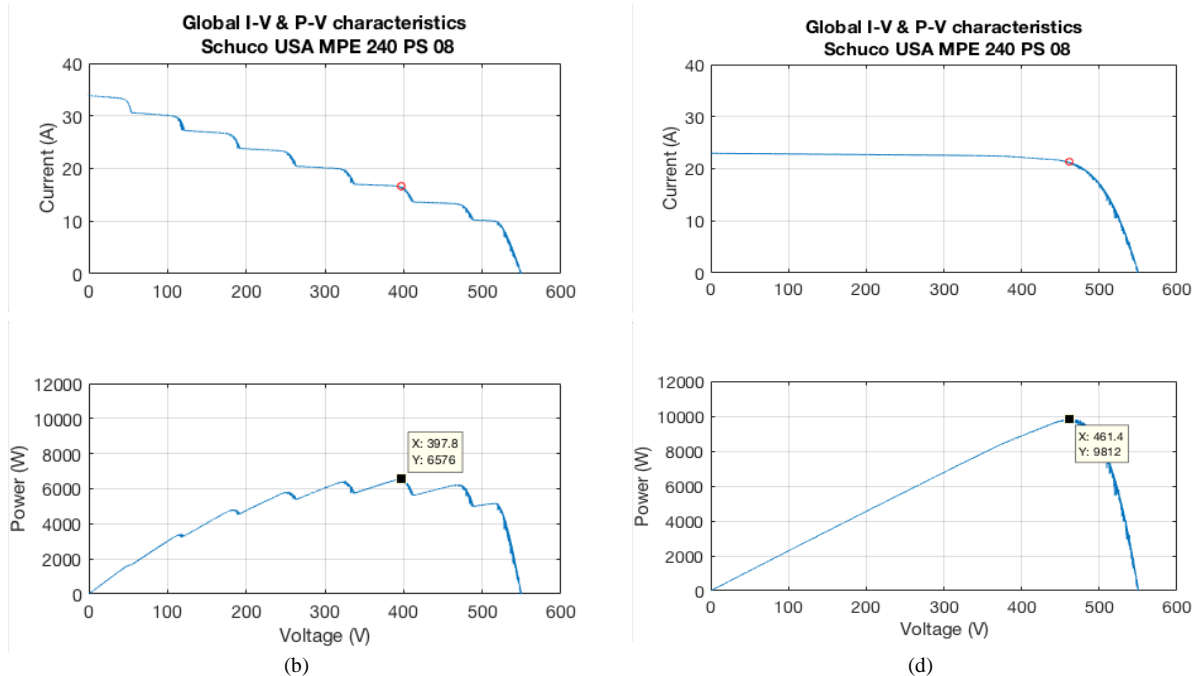 Global I-V & P-V characteristics
Schuco USA MPE 240 PS 08
40
30
20
10
0
Current (A)
0 100 200 300 400 500 600
12000
10000
8000
6000
4000
2000
0
Power (W)
X: 397.8
Y: 6576
0 100 200 300 400 500 600
Voltage (V)
(b)
Global I-V & P-V characteristics
Schuco USA MPE 240 PS 08
40
30
20
10
0
Current (A)
0 100 200 300 400 500 600
12000
10000
8000
6000
4000
2000
0
Power (W)
X: 461.4
Y: 9812
0 100 200 300 400 500 600
Voltage (V)
(d)